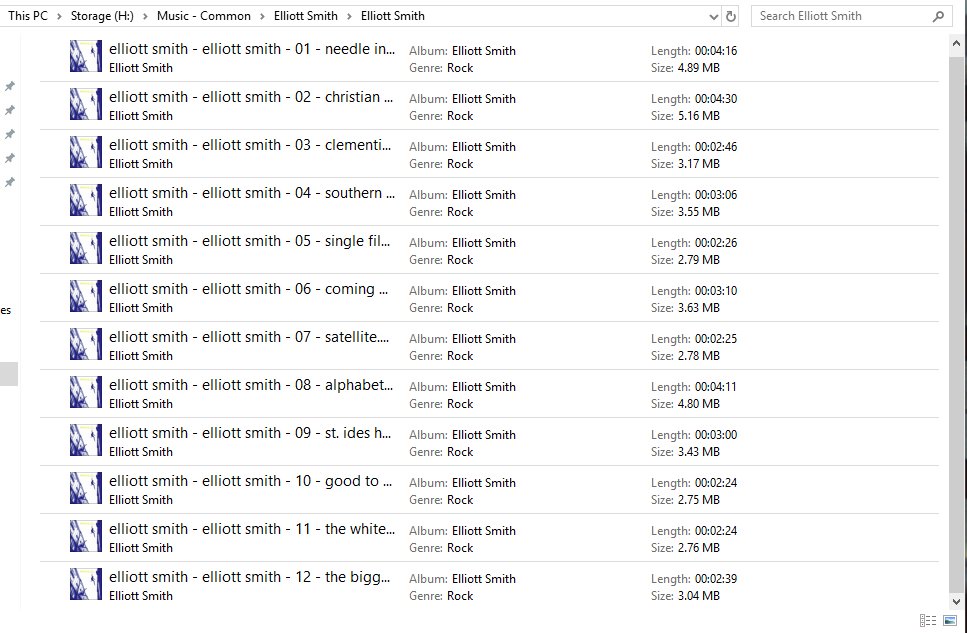 This PC > Storage (H:) > Music - Common > Elliott Smith > Elliott Smith
Search Elliott Smith
elliott smith - elliott smith - 01 - needle in... Album: Elliott Smith Length: 00:04:16
Elliott Smith Genre: Rock Size: 4.89 MB
elliott smith - elliott smith - 02 - christian ... Album: Elliott Smith Length: 00:04:30
Elliott Smith Genre: Rock Size: 5.16 MB
elliott smith - elliott smith - 03 - clementi... Album: Elliott Smith Length: 00:02:46
Elliott Smith Genre: Rock Size: 3.17 MB
elliott smith - elliott smith - 04 - southern ... Album: Elliott Smith Length: 00:03:06
Elliott Smith Genre: Rock Size: 3.55 MB
elliott smith - elliott smith - 05 - single fil... Album: Elliott Smith Length: 00:02:26
Elliott Smith Genre: Rock Size: 2.79 MB
elliott smith - elliott smith - 06 - coming ... Album: Elliott Smith Length: 00:03:10
es
Elliott Smith Genre: Rock Size: 3.63 MB
elliott smith - elliott smith - 07 - satellite.... Album: Elliott Smith Length: 00:02:25
Elliott Smith Genre: Rock Size: 2.78 MB
elliott smith - elliott smith - 08 - alphabet... Album: Elliott Smith Length: 00:04:11
Elliott Smith Genre: Rock Size: 4.80 MB
elliott smith - elliott smith - 09 - st. ides h... Album: Elliott Smith Length: 00:03:00
Elliott Smith Genre: Rock Size: 3.43 MB
elliott smith - elliott smith - 10 - good to ... Album: Elliott Smith Length: 00:02:24
Elliott Smith Genre: Rock Size: 2.75 MB
elliott smith - elliott smith - 11 - the white... Album: Elliott Smith Length: 00:02:24
Elliott Smith Genre: Rock Size: 2.76 MB
elliott smith - elliott smith - 12 - the bigg... Album: Elliott Smith Length: 00:02:39
Elliott Smith Genre: Rock Size: 3.04 MB